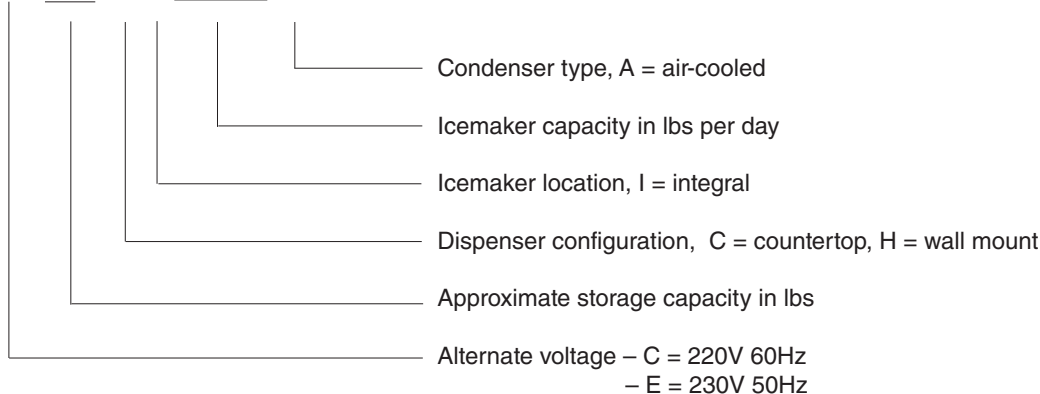 Condenser type, A = air-cooled
Icemaker capacity in lbs per day
Icemaker location, I = integral
Dispenser configuration,  C = countertop, H = wall mount
Approximate storage capacity in lbs
Alternate voltage – C = 220V 60Hz
– E = 230V 50Hz